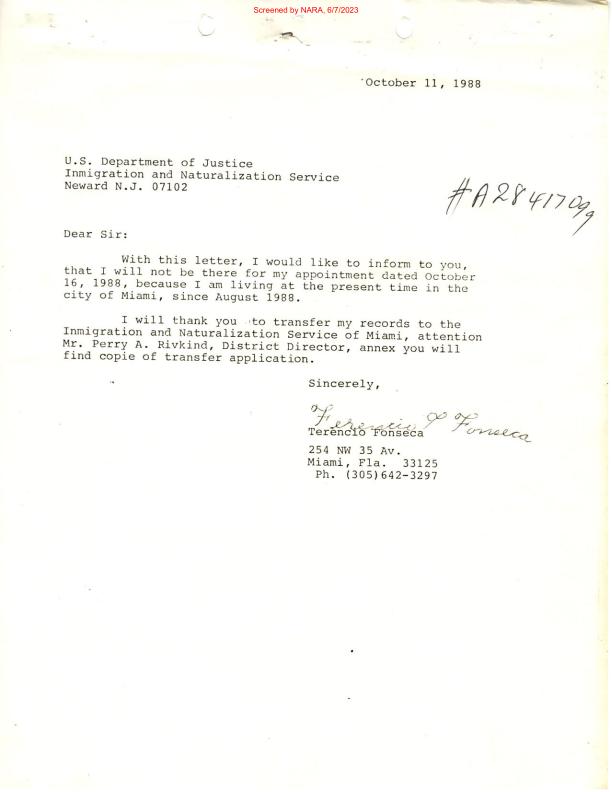 Screened by NARA, 6/7/2023
October 11, 1988
U.S. Department of Justice
Inmigration and Naturalization Service
Neward N.J. 07102
#A28417099
Dear Sir:
With this letter, I would like to inform to you,
that I will not be there for my appointment dated October
16, 1988, because I am living at the present time in the
city of Miami, since August 1988.
I will thank you to transfer my records to the
Inmigration and Naturalization Service of Miami, attention
Mr. Perry A. Rivkind, District Director, annex you will
find copie of transfer application.
Sincerely,
Terencio F Fonseca
Terencio Fonseca
254 NW 35 Av.
Miami, Fla. 33125
Ph. (305)642-3297